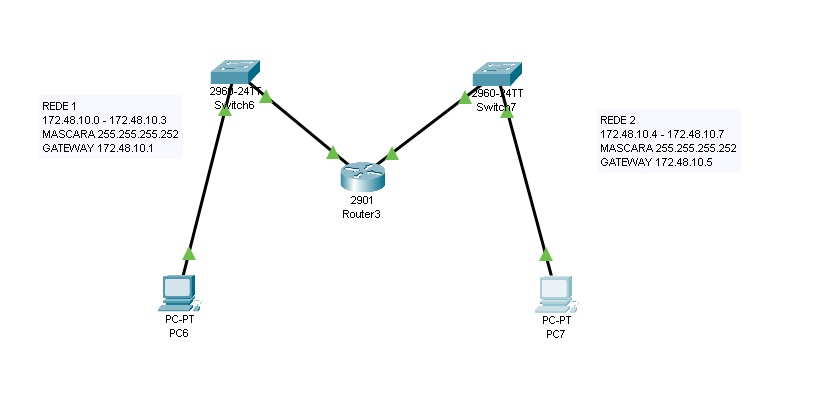 2960-24TT
Switch6
2960-24TT
Switch7
REDE 1
172.48.10.0 - 172.48.10.3
MASCARA 255.255.255.252
GATEWAY 172.48.10.1
REDE 2
172.48.10.4 - 172.48.10.7
MASCARA 255.255.255.252
GATEWAY 172.48.10.5
2901
Router3
PC-PT
PC6
PC-PT
PC7